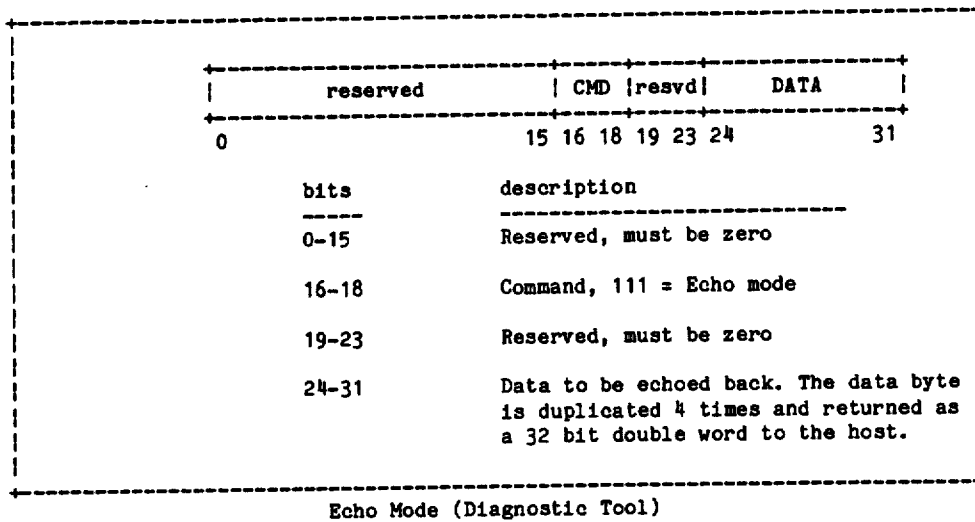 reserved | CMD |resvd| DATA
0 15 16 18 19 23 24 31
bits description
0-15 Reserved, must be zero
16-18 Command, 111 = Echo mode
19-23 Reserved, must be zero
24-31 Data to be echoed back. The data byte
is duplicated 4 times and returned as
a 32 bit double word to the host.
Echo Mode (Diagnostic Tool)